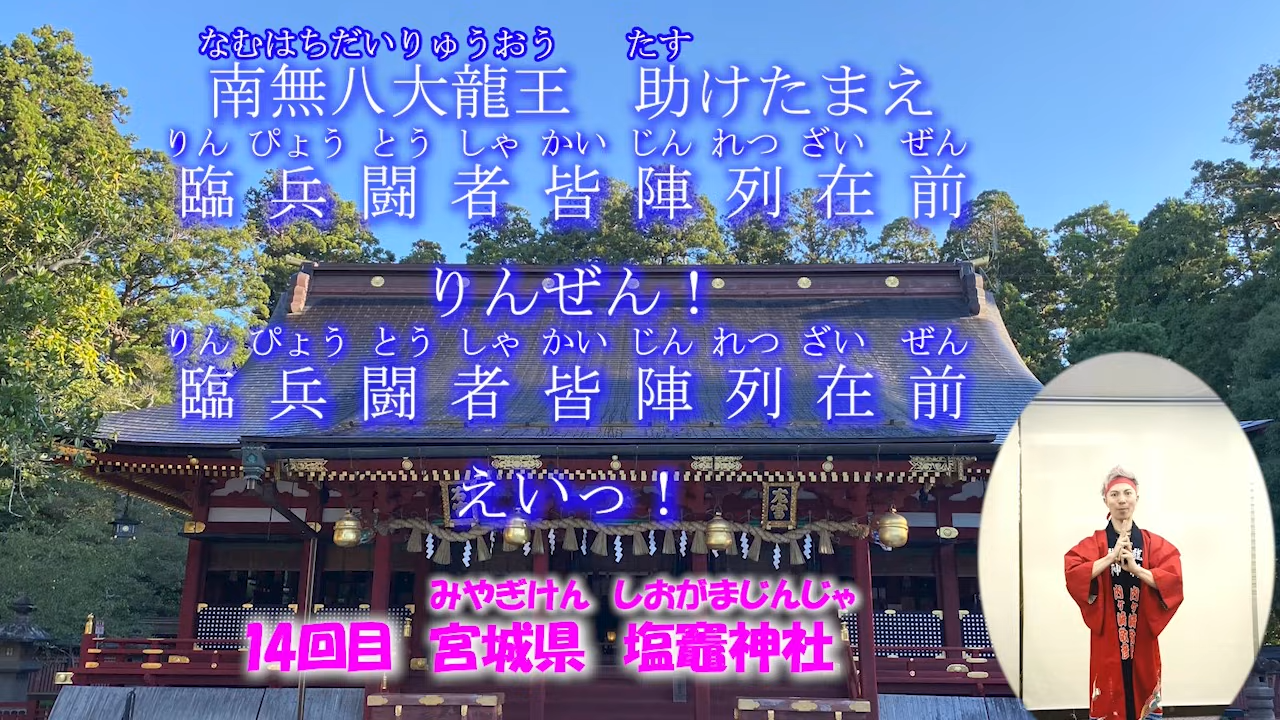 なむはちだいりゅうおう　たす
南無八大龍王　助けたまえ
りん ぴょう とう しゃ かい じん れつ ざい ぜん
臨 兵 闘 者 皆 陣 列 在 前
りんぜん！
りん ぴょう とう しゃ かい じん れつ ざい ぜん
臨 兵 闘 者 皆 陣 列 在 前
えいっ！
みやぎけん　しおがまじんじゃ
14回目　宮城県　塩竈神社